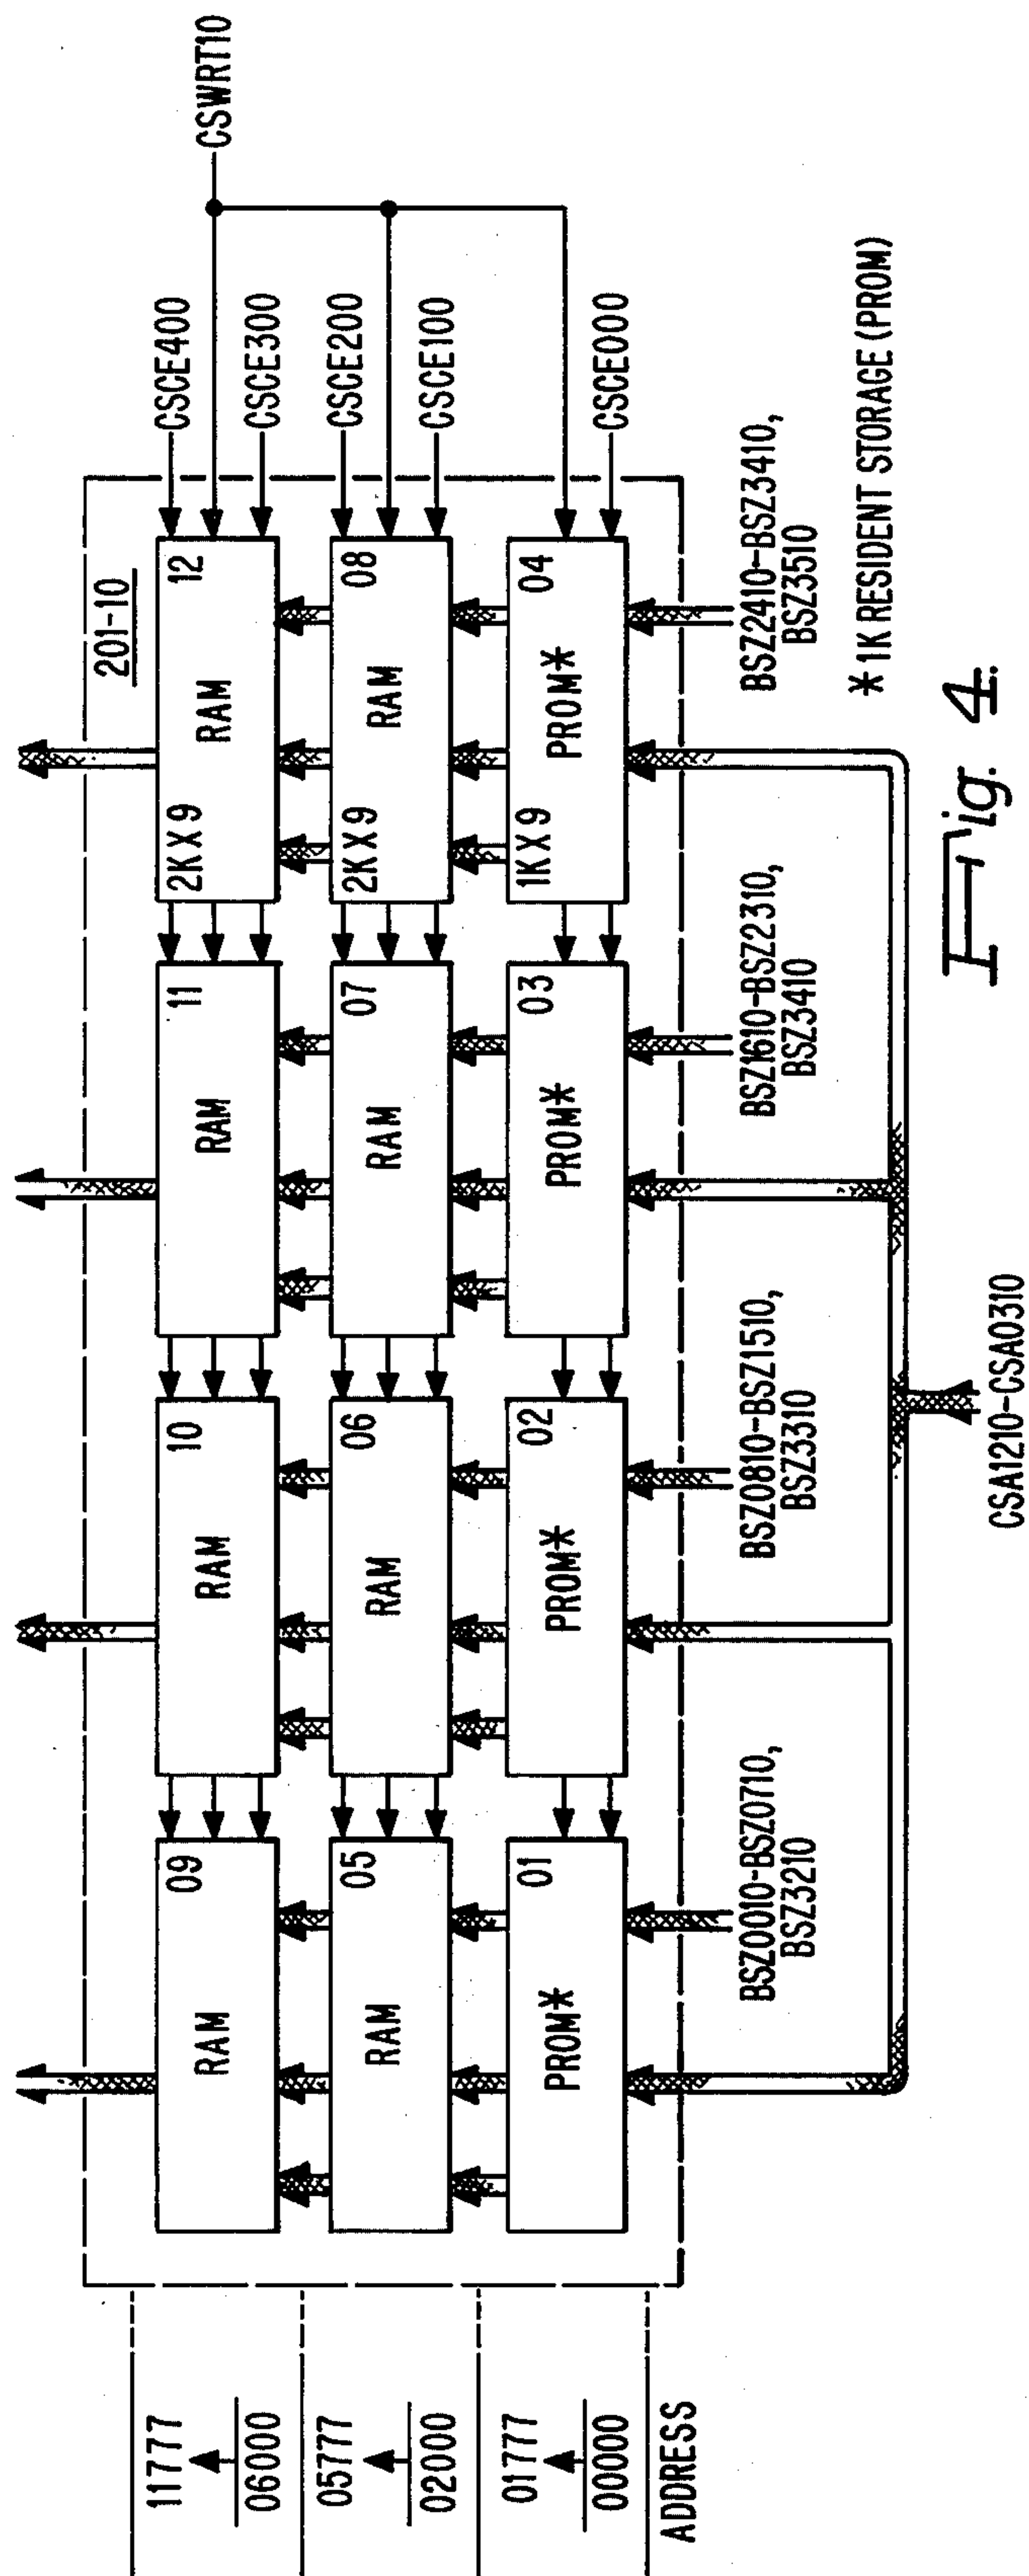 CSWRT10
201-10
11777
06000
RAM
09
RAM
10
RAM
11
2K X 9
RAM
12
CSCE400
CSCE300
05777
02000
RAM
05
RAM
06
RAM
07
2K X 9
RAM
08
CSCE200
CSCE100
01777
00000
PROM*
01
PROM*
02
PROM*
03
1K X 9
PROM*
04
CSCE000
ADDRESS
BSZ0010-BSZ0710,
BSZ3210
BSZ0810-BSZ1510,
BSZ3310
BSZ1610-BSZ2310,
BSZ3410
BSZ2410-BSZ3410,
BSZ3510
* 1K RESIDENT STORAGE (PROM)
CSA1210-CSA0310
Fig. 4.